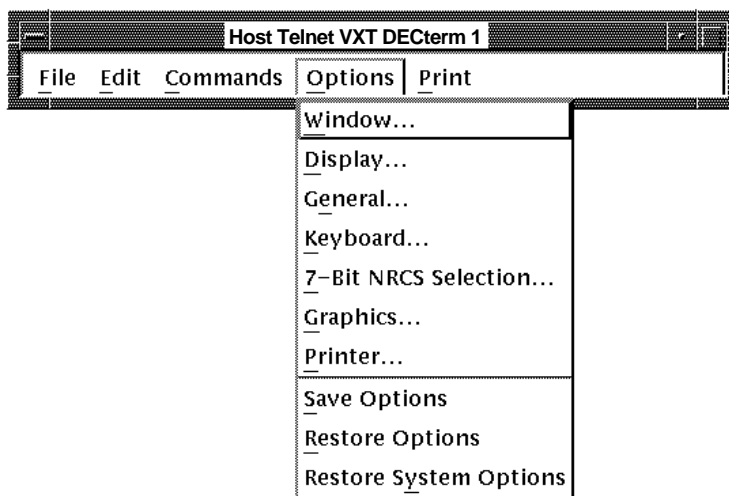 Host Telnet VXT DECterm 1
File Edit Commands Options Print
Window...
Display...
General...
Keyboard...
7-Bit NRCS Selection...
Graphics...
Printer...
Save Options
Restore Options
Restore System Options